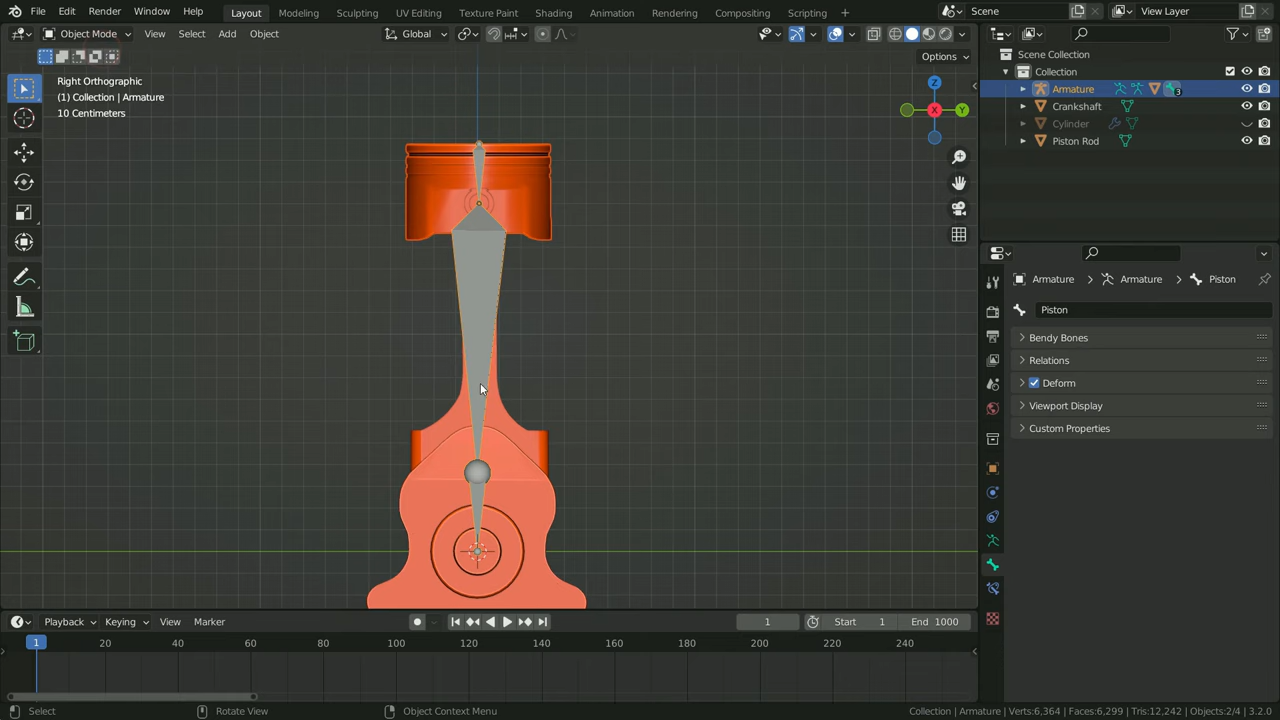 File Edit Render Window Help Layout Modeling Sculpting UV Editing Texture Paint Shading Animation Rendering Compositing Scripting + Scene View Layer
Object Mode View Select Add Object Global
Options
Right Orthographic
(1) Collection | Armature
10 Centimeters
Z
X
Y
Scene Collection
Collection
Armature 3
Crankshaft
Cylinder
Piston Rod
Armature > Armature > Piston
Piston
Bendy Bones
Relations
Deform
Viewport Display
Custom Properties
Playback Keying View Marker 1 Start 1 End 1000
1 20 40 60 80 100 120 140 160 180 200 220 240
Select Rotate View Object Context Menu Collection | Armature | Verts:6,364 | Faces:6,299 | Tris:12,242 | Objects:2/4 | 3.2.0